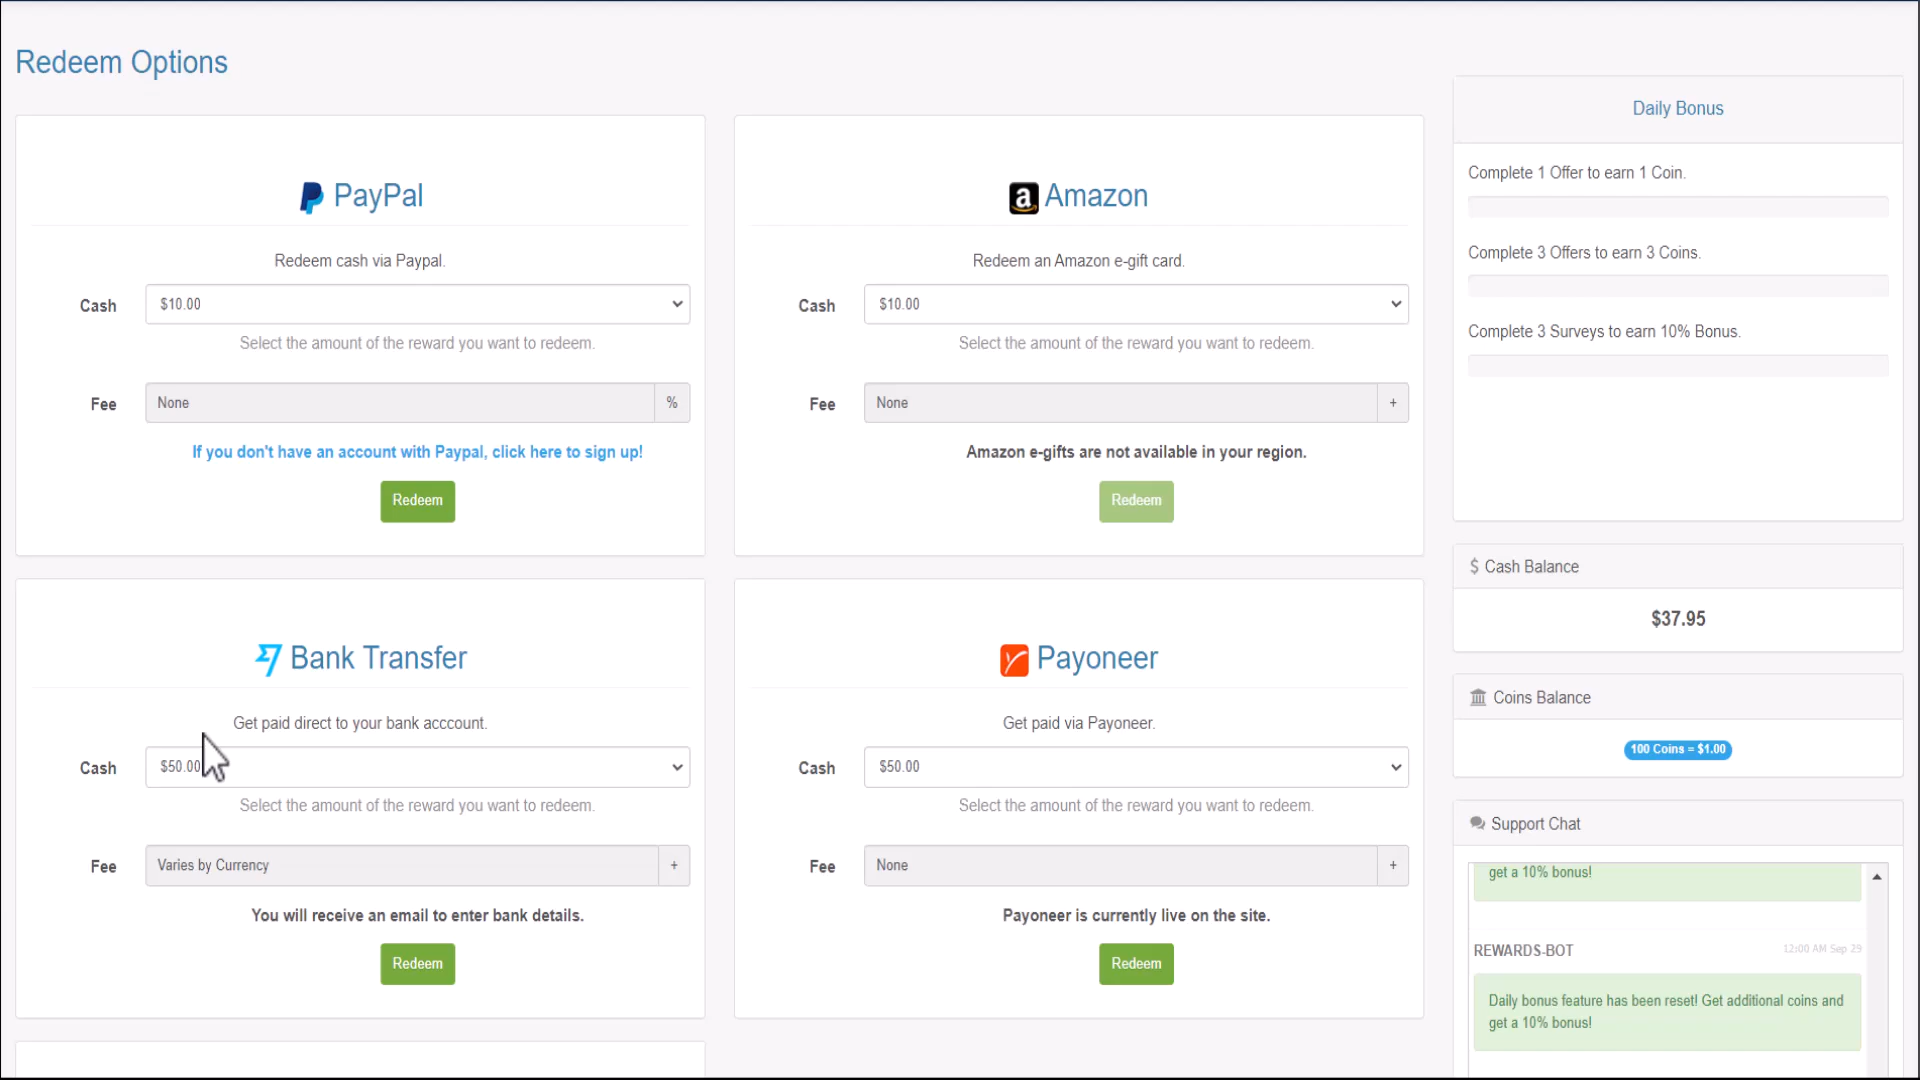 Redeem Options
PayPal
Redeem cash via Paypal.
Cash
$10.00
Select the amount of the reward you want to redeem.
Fee
None
%
If you don't have an account with Paypal, click here to sign up!
Redeem
Amazon
Redeem an Amazon e-gift card.
Cash
$10.00
Select the amount of the reward you want to redeem.
Fee
None
+
Amazon e-gifts are not available in your region.
Redeem
Bank Transfer
Get paid direct to your bank acccount.
Cash
$50.00
Select the amount of the reward you want to redeem.
Fee
Varies by Currency
+
You will receive an email to enter bank details.
Redeem
Payoneer
Get paid via Payoneer.
Cash
$50.00
Select the amount of the reward you want to redeem.
Fee
None
+
Payoneer is currently live on the site.
Redeem
Daily Bonus
Complete 1 Offer to earn 1 Coin.
Complete 3 Offers to earn 3 Coins.
Complete 3 Surveys to earn 10% Bonus.
$ Cash Balance
$37.95
Coins Balance
100 Coins = $1.00
Support Chat
get a 10% bonus!
REWARDS-BOT
12:00 AM Sep 29
Daily bonus feature has been reset! Get additional coins and
get a 10% bonus!